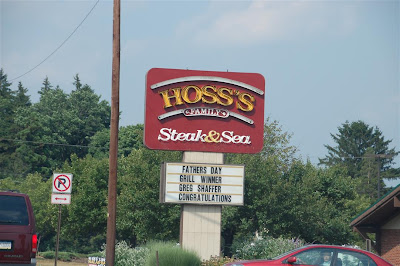 HOSS'S
FAMILY
Steak & Sea
FATHERS DAY
GRILL WINNER
GREG SHAFFER
CONGRATULATIONS